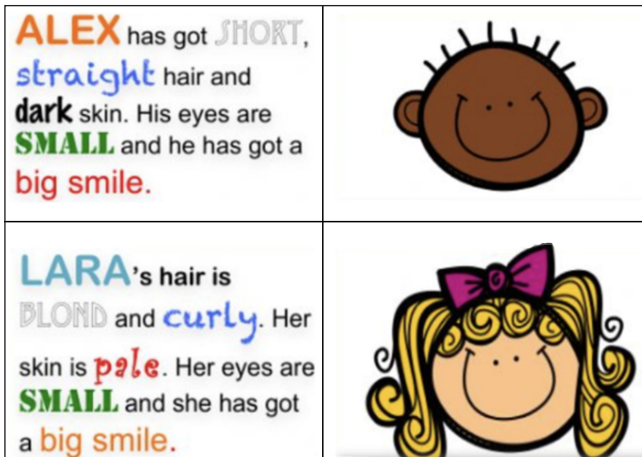 ALEX has got SHORT,
straight hair and
dark skin. His eyes are
SMALL and he has got a
big smile.
LARA's hair is
BLOND and curly. Her
skin is pale. Her eyes are
SMALL and she has got
a big smile.